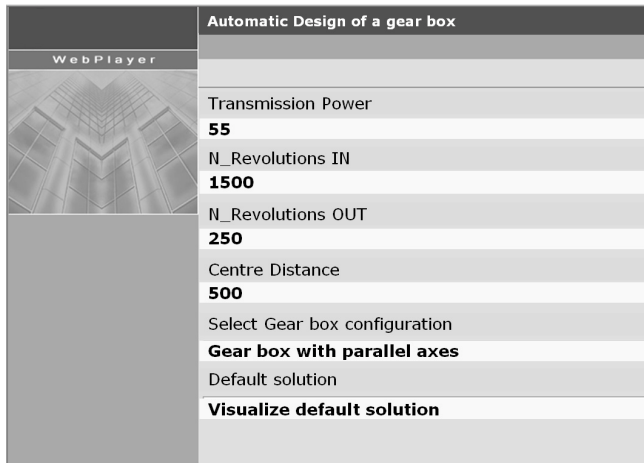 Automatic Design of a gear box
WebPlayer
Transmission Power
55
N_Revolutions IN
1500
N_Revolutions OUT
250
Centre Distance
500
Select Gear box configuration
Gear box with parallel axes
Default solution
Visualize default solution